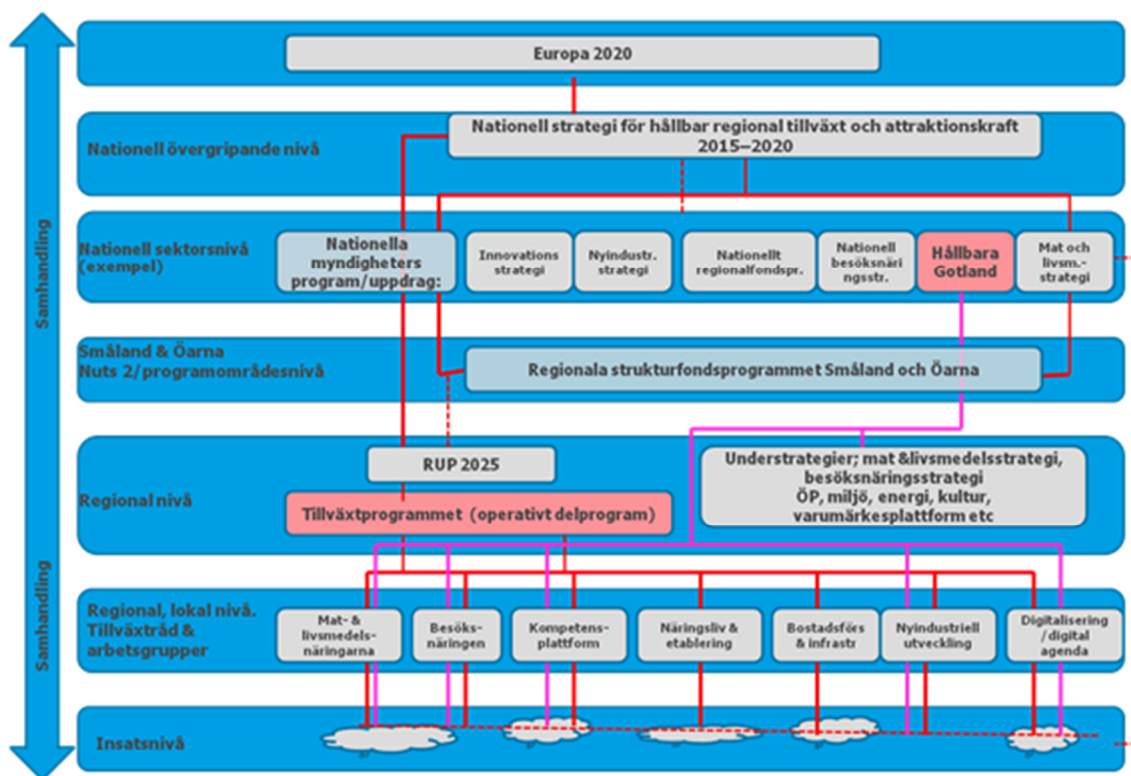 Europa 2020
Nationell övergripande nivå
Nationell strategi för hållbar regional tillväxt och attraktionskraft
2015–2020
Samhandling
Nationell sektorsnivå
(exempel)
Nationella
myndigheters
program/uppdrag:
Innovations
strategi
Nyindustr.
strategi
Nationellt
regionalfondspr.
Nationell
besöksnäri
ngsstr.
Hållbara
Gotland
Mat och
livsm.-
strategi
Småland & Öarna
Nuts 2/programområdesnivå
Regionala strukturfondsprogrammet Småland och Öarna
Regional nivå
RUP 2025
Tillväxtprogrammet (operativt delprogram)
Understrategier; mat &livsmedelsstrategi,
besöksnäringsstrategi
ÖP, miljö, energi, kultur,
varumärkesplattform etc
Samhandling
Regional, lokal nivå.
Tillväxtråd &
arbetsgrupper
Mat- &
livsmedels-
näringarna
Besöks-
näringen
Kompetens-
plattform
Näringsliv &
etablering
Bostadsförs
& infrastr
Nyindustriell
utveckling
Digitalisering
/digital
agenda
Insatsnivå